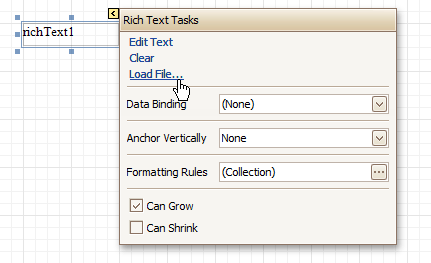 richText1
Rich Text Tasks
Edit Text
Clear
Load File...
Data Binding (None)
Anchor Vertically None
Formatting Rules (Collection) ...
Can Grow
Can Shrink